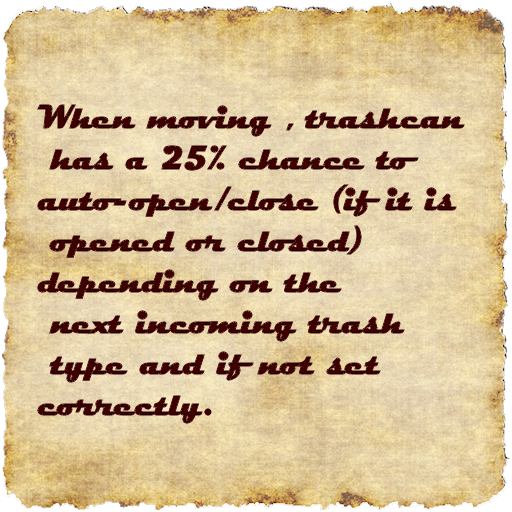 When moving , trashcan
has a 25% chance to
auto-open/close (if it is
opened or closed)
depending on the
next incoming trash
type and if not set
correctly.